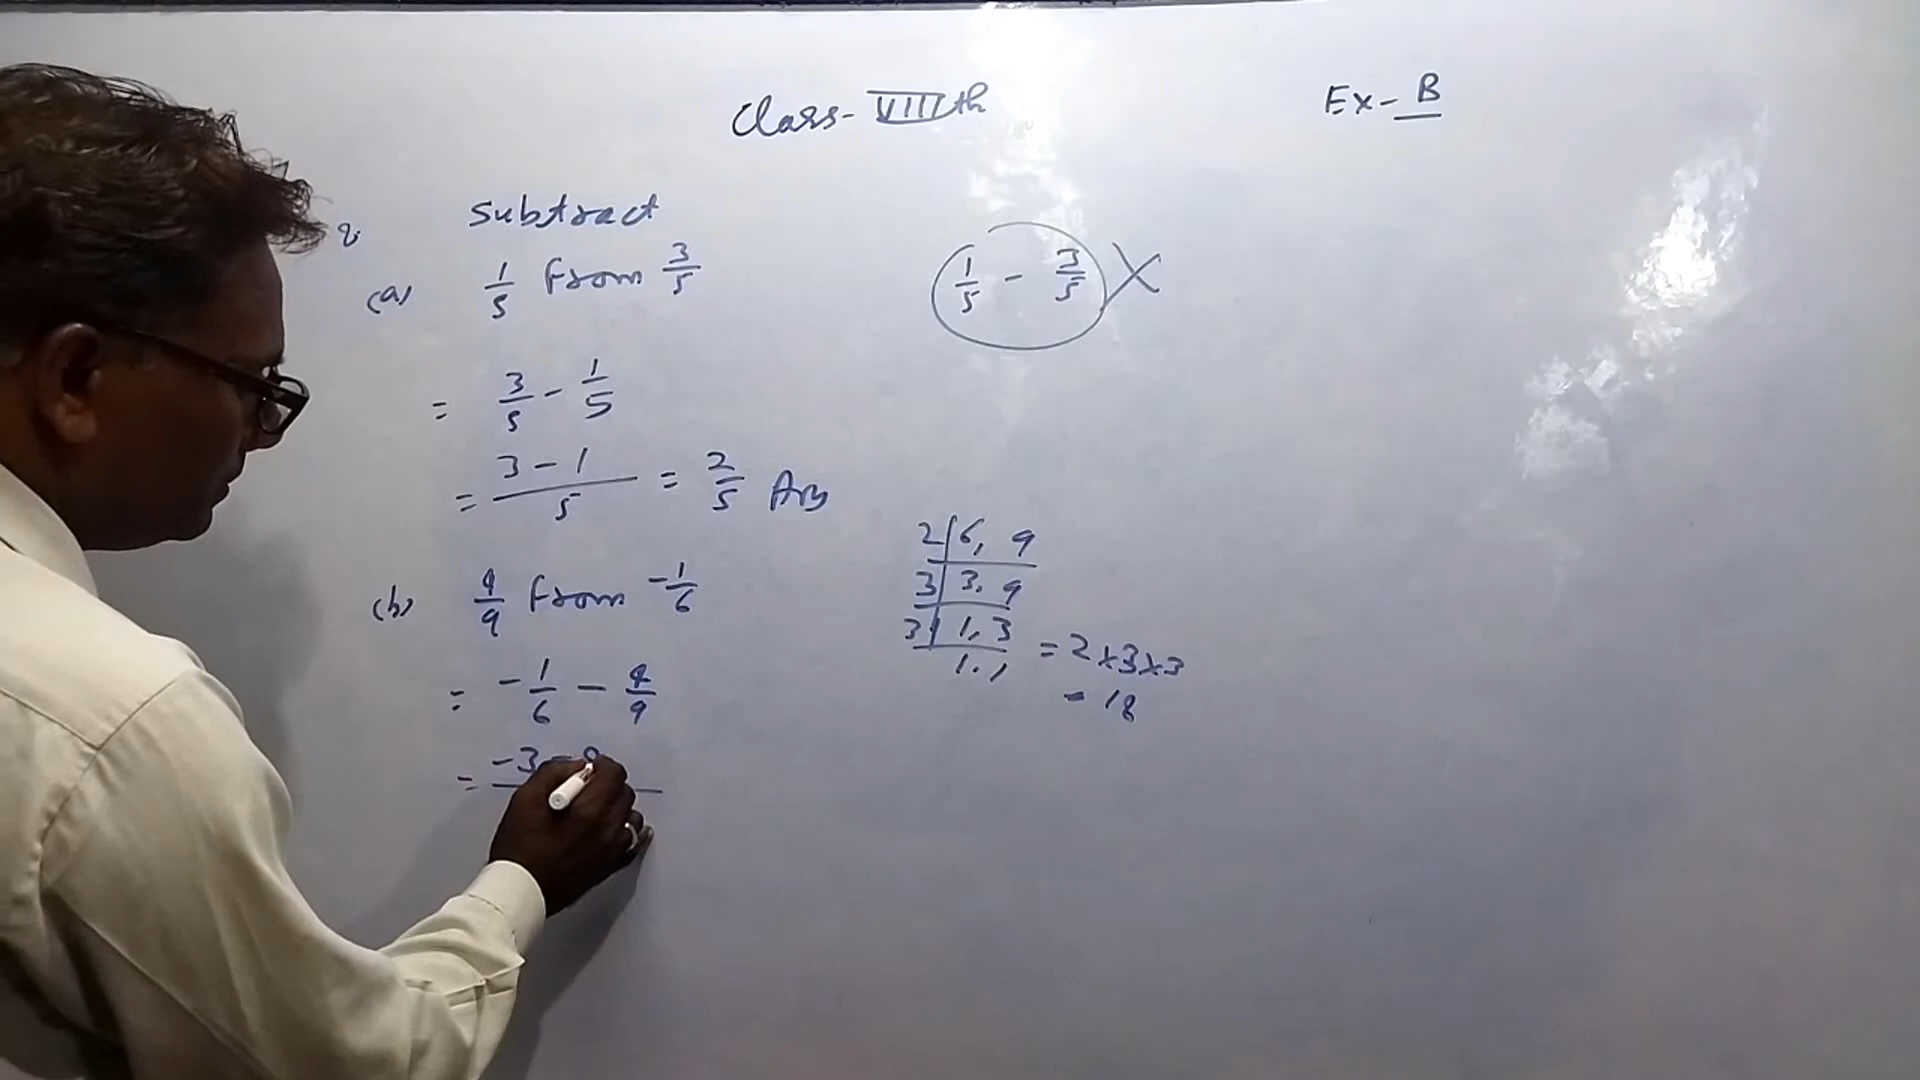 Class-VIIIth
Ex-B
2. Subtract
(a) 1/5 from 3/5
1/5 - 3/5 X
= 3/5 - 1/5
= 3-1/5 = 2/5 Ans
(b) 4/9 from -1/6
= -1/6 - 4/9
= -3 - 8
2|6, 9
3|3, 9
3|1, 3
1, 1
= 2x3x3
= 18